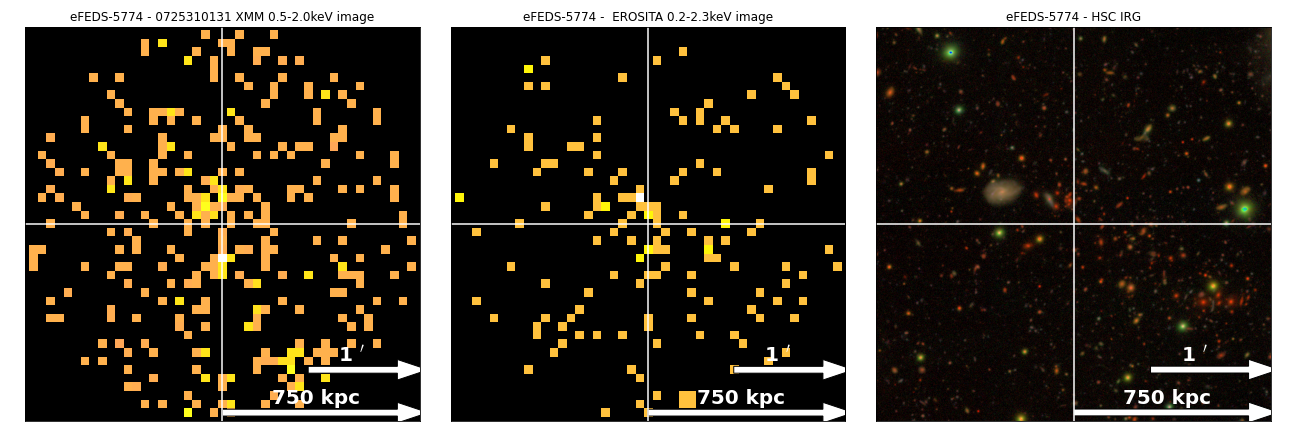 eFEDS-5774 - 0725310131 XMM 0.5-2.0keV image
eFEDS-5774 - EROSITA 0.2-2.3keV image
eFEDS-5774 - HSC IRG
1 ′
1 ′
1 ′
750 kpc
750 kpc
750 kpc